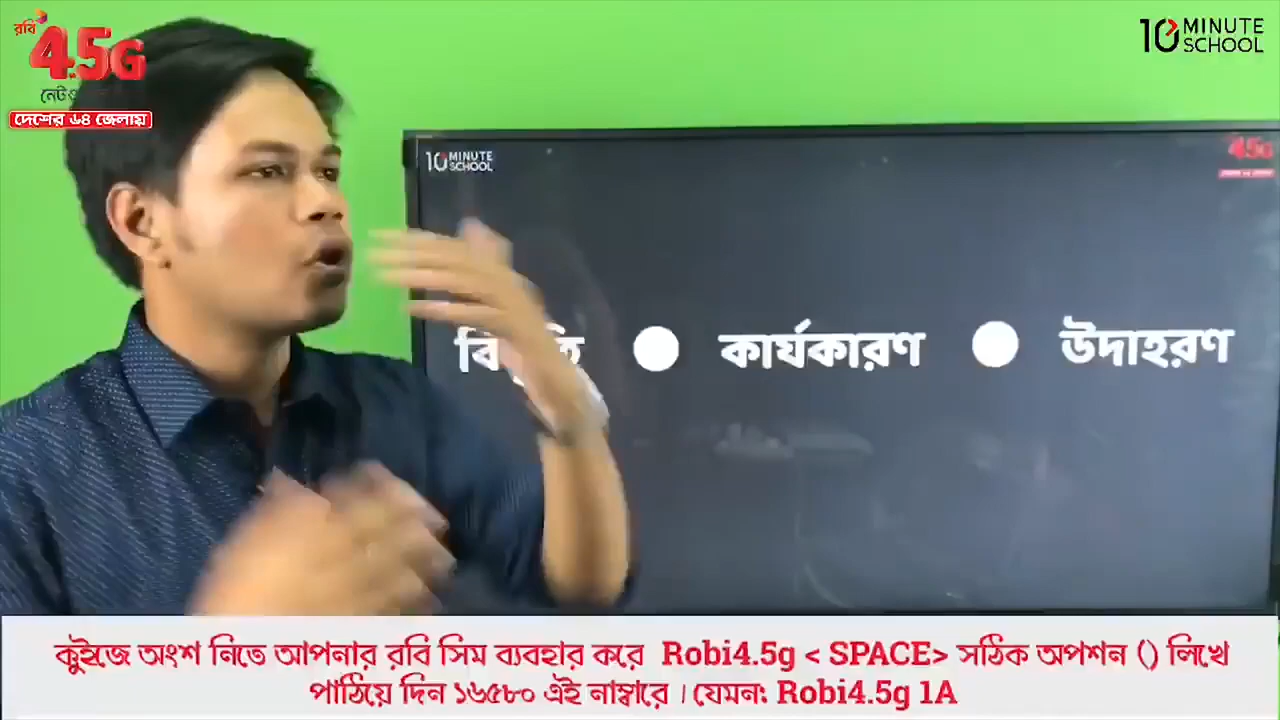 রবি
4.5G
দেশের ৬৪ জেলায়
10 MINUTE
SCHOOL
10 MINUTE
SCHOOL
4.5G
কার্যকারণ উদাহরণ
কুইজে অংশ নিতে আপনার রবি সিম ব্যবহার করে Robi4.5g < SPACE> সঠিক অপশন () লিখে
পাঠিয়ে দিন ১৬৫৮০ এই নাম্বারে । যেমন: Robi4.5g 1A